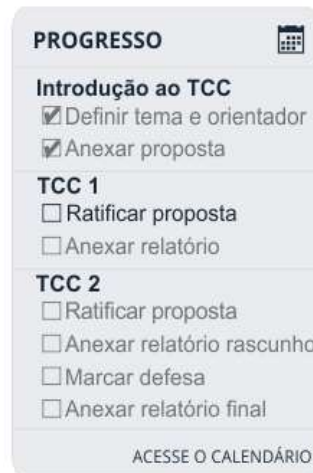 PROGRESSO
Introdução ao TCC
Definir tema e orientador
Anexar proposta
TCC 1
Ratificar proposta
Anexar relatório
TCC 2
Ratificar proposta
Anexar relatório rascunho
Marcar defesa
Anexar relatório final
ACESSE O CALENDÁRIO